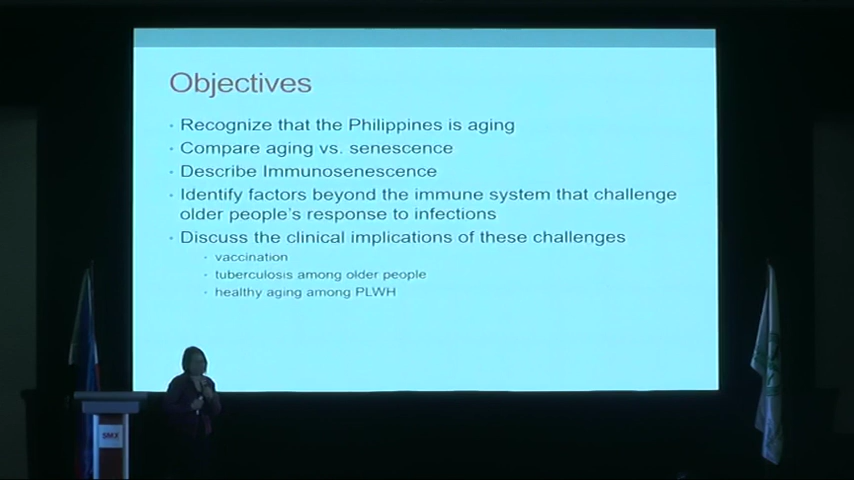 Objectives
Recognize that the Philippines is aging
Compare aging vs. senescence
Describe Immunosenescence
Identify factors beyond the immune system that challenge
older people's response to infections
Discuss the clinical implications of these challenges
vaccination
tuberculosis among older people
healthy aging among PLWH
SMX